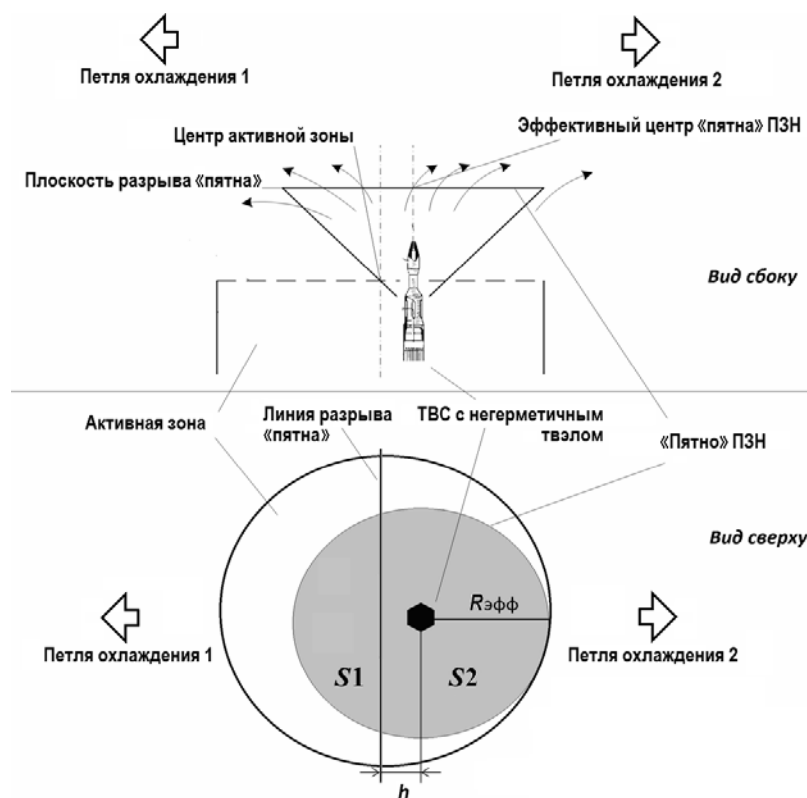 Петля охлаждения 1
Петля охлаждения 2
Эффективный центр «пятна» ПЗН
Центр активной зоны
Плоскость разрыва «пятна»
Вид сбоку
Активная зона
Линия разрыва
«пятна»
ТВС с негерметичным
твэлом
«Пятно» ПЗН
Вид сверху
Rэфф
Петля охлаждения 1
Петля охлаждения 2
S1
S2
h